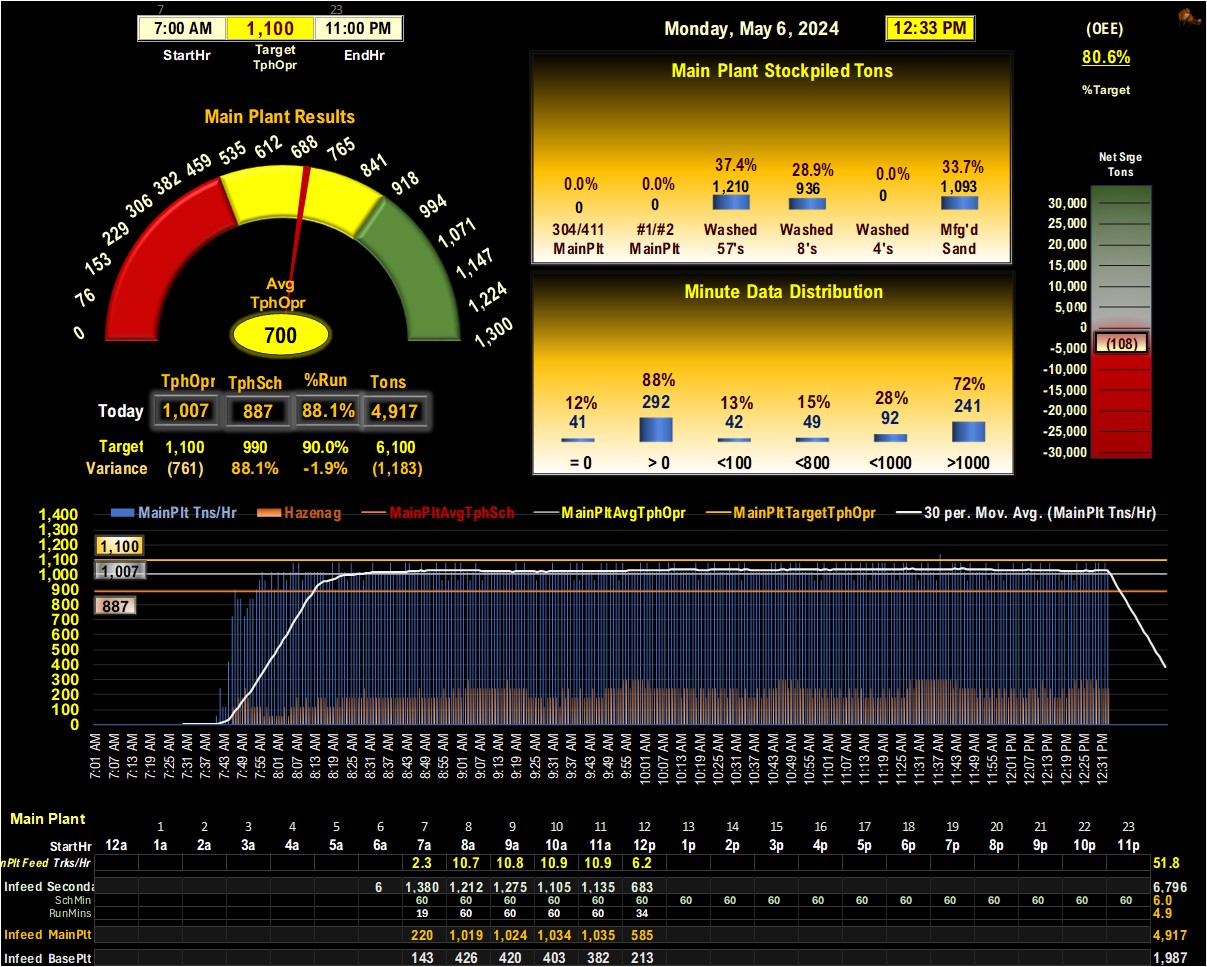 7 23
7:00 AM 1,100 11:00 PM
StartHr Target TphOpr EndHr
Monday, May 6, 2024 12:33 PM
(OEE)
80.6%
%Target
Main Plant Results
0 76 153 229 306 382 459 535 612 688 765 841 918 994 1,071 1,147 1,224 1,300
Avg
TphOpr
700
TphOpr TphSch %Run Tons
Today 1,007 887 88.1% 4,917
Target 1,100 990 90.0% 6,100
Variance (761) 88.1% -1.9% (1,183)
Main Plant Stockpiled Tons
0.0% 0.0% 37.4% 28.9% 0.0% 33.7%
0 0 1,210 936 0 1,093
304/411 #1/#2 Washed Washed Washed Mfg'd
MainPlt MainPlt 57's 8's 4's Sand
Minute Data Distribution
12% 88% 13% 15% 28% 72%
41 292 42 49 92 241
= 0 > 0 <100 <800 <1000 >1000
Net Srge
Tons
30,000
25,000
20,000
15,000
10,000
5,000
0
-5,000
(108)
-10,000
-15,000
-20,000
-25,000
-30,000
MainPlt Tns/Hr Hazenag MainPltAvgTphSch MainPltAvgTphOpr MainPltTargetTphOpr 30 per. Mov. Avg. (MainPlt Tns/Hr)
1,400
1,300
1,200
1,100
1,000
900
800
700
600
500
400
300
200
100
0
1,100
1,007
887
7:01 AM 7:07 AM 7:13 AM 7:19 AM 7:25 AM 7:31 AM 7:37 AM 7:43 AM 7:49 AM 7:55 AM 8:01 AM 8:07 AM 8:13 AM 8:19 AM 8:25 AM 8:31 AM 8:37 AM 8:43 AM 8:49 AM 8:55 AM 9:01 AM 9:07 AM 9:13 AM 9:19 AM 9:25 AM 9:31 AM 9:37 AM 9:43 AM 9:49 AM 9:55 AM 10:01 AM 10:07 AM 10:13 AM 10:19 AM 10:25 AM 10:31 AM 10:37 AM 10:43 AM 10:49 AM 10:55 AM 11:01 AM 11:07 AM 11:13 AM 11:19 AM 11:25 AM 11:31 AM 11:37 AM 11:43 AM 11:49 AM 11:55 AM 12:01 PM 12:07 PM 12:13 PM 12:19 PM 12:25 PM 12:31 PM
Main Plant
1 2 3 4 5 6 7 8 9 10 11 12 13 14 15 16 17 18 19 20 21 22 23
StartHr 12a 1a 2a 3a 4a 5a 6a 7a 8a 9a 10a 11a 12p 1p 2p 3p 4p 5p 6p 7p 8p 9p 10p 11p
nPlt Feed Trks/Hr 2.3 10.7 10.8 10.9 10.9 6.2 51.8
Infeed Seconda 6 1,380 1,212 1,275 1,105 1,135 683 6,796
SchMin 60 60 60 60 60 60 60 60 60 60 60 60 60 60 60 60 60 6.0
RunMins 19 60 60 60 60 34 4.9
Infeed MainPlt 220 1,019 1,024 1,034 1,035 585 4,917
Infeed BasePlt 143 426 420 403 382 213 1,987